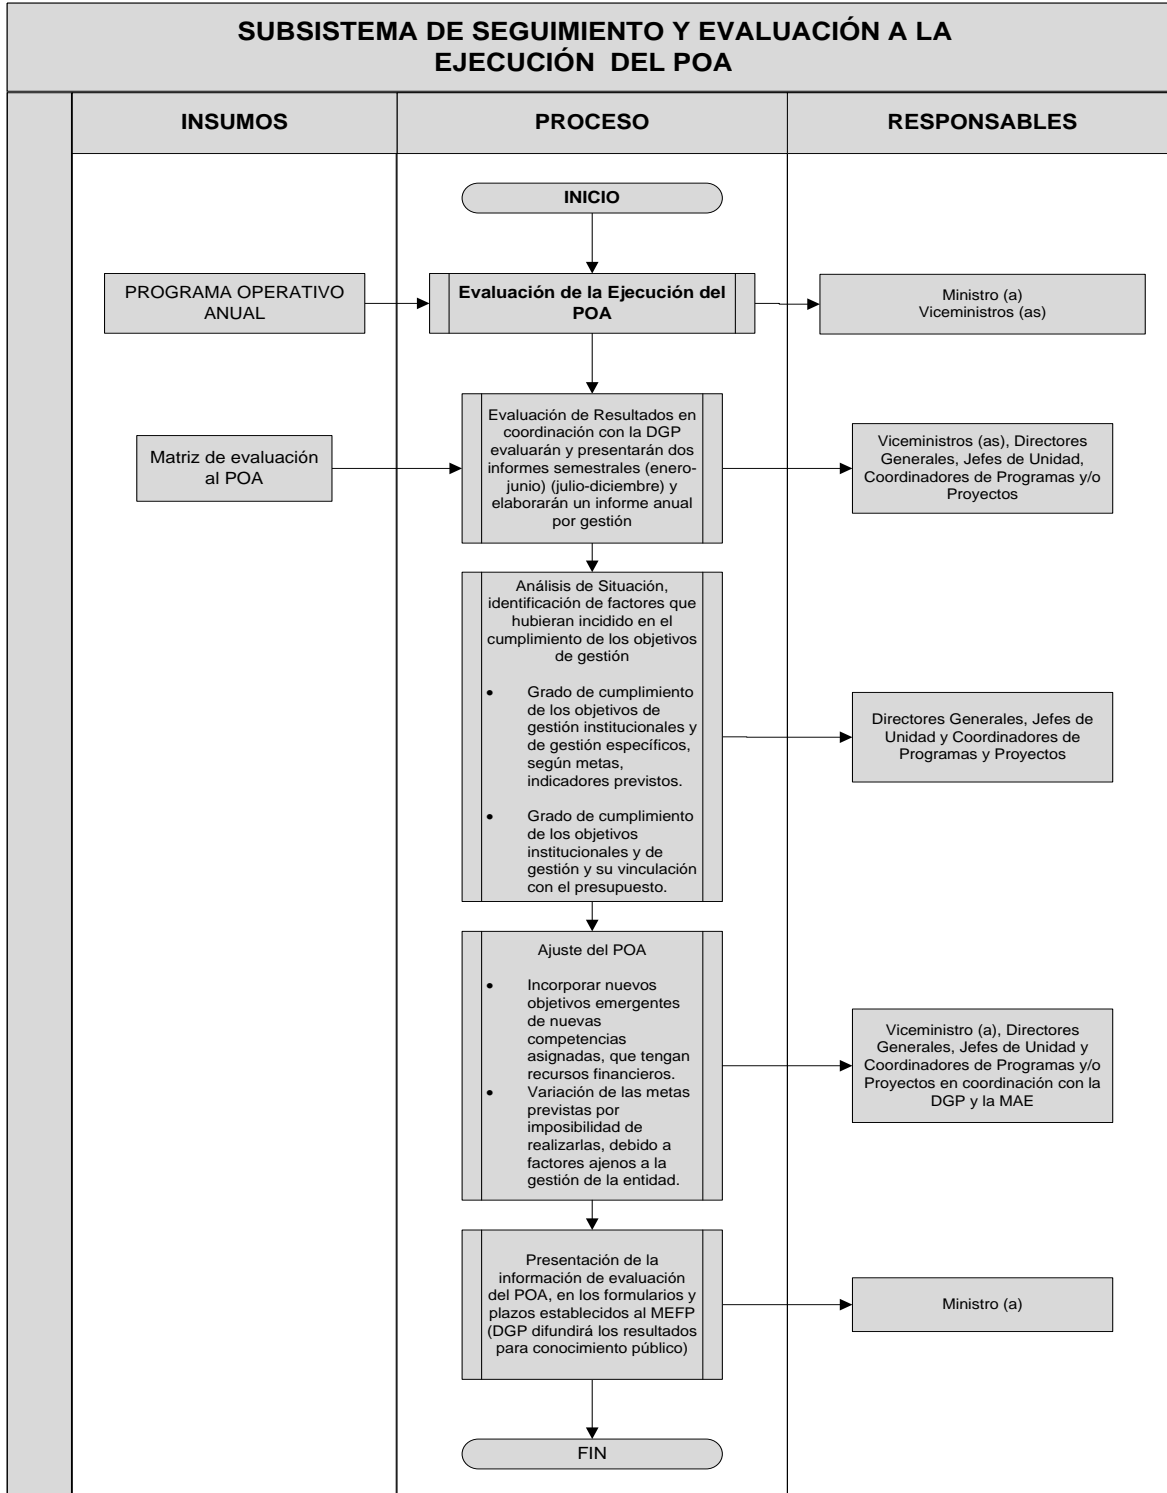 SUBSISTEMA DE SEGUIMIENTO Y EVALUACIÓN A LA
EJECUCIÓN DEL POA
INSUMOS
PROCESO
RESPONSABLES
INICIO
PROGRAMA OPERATIVO
ANUAL
Evaluación de la Ejecución del
POA
Ministro (a)
Viceministros (as)
Matriz de evaluación
al POA
Evaluación de Resultados en
coordinación con la DGP
evaluarán y presentarán dos
informes semestrales (enero-
junio) (julio-diciembre) y
elaborarán un informe anual
por gestión
Viceministros (as), Directores
Generales, Jefes de Unidad,
Coordinadores de Programas y/o
Proyectos
Análisis de Situación,
identificación de factores que
hubieran incidido en el
cumplimiento de los objetivos
de gestión
• Grado de cumplimiento
de los objetivos de
gestión institucionales y
de gestión específicos,
según metas,
indicadores previstos.
• Grado de cumplimiento
de los objetivos
institucionales y de
gestión y su vinculación
con el presupuesto.
Directores Generales, Jefes de
Unidad y Coordinadores de
Programas y Proyectos
Ajuste del POA
• Incorporar nuevos
objetivos emergentes
de nuevas
competencias
asignadas, que tengan
recursos financieros.
• Variación de las metas
previstas por
imposibilidad de
realizarlas, debido a
factores ajenos a la
gestión de la entidad.
Viceministro (a), Directores
Generales, Jefes de Unidad y
Coordinadores de Programas y/o
Proyectos en coordinación con la
DGP y la MAE
Presentación de la
información de evaluación
del POA, en los formularios y
plazos establecidos al MEFP
(DGP difundirá los resultados
para conocimiento público)
Ministro (a)
FIN